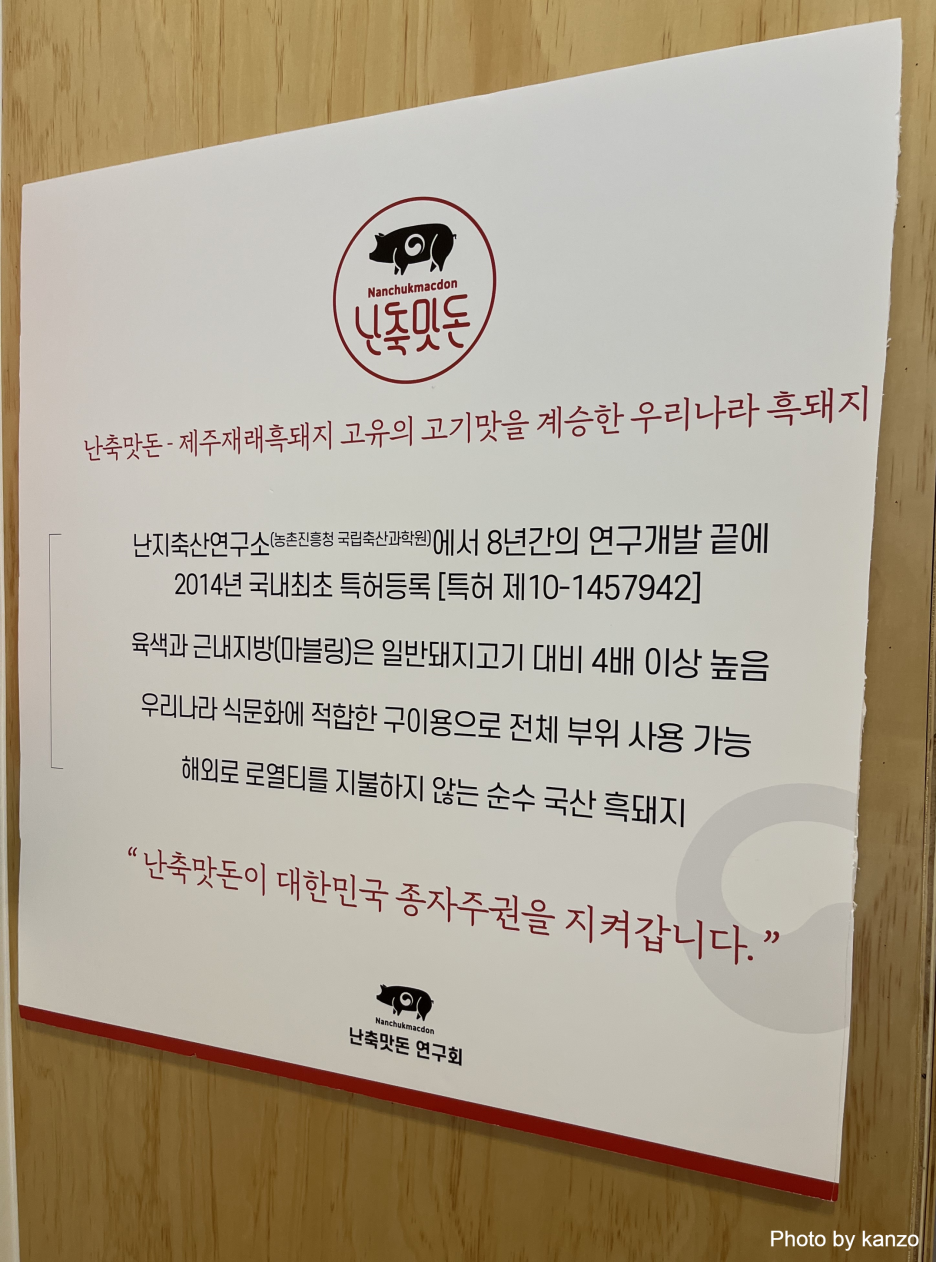 Nanchukmacdon
난축맛돈
난축맛돈 - 제주재래흑돼지 고유의 고기맛을 계승한 우리나라 흑돼지
난지축산연구소(농촌진흥청 국립축산과학원)에서 8년간의 연구개발 끝에
2014년 국내최초 특허등록 [특허 제10-1457942]
육색과 근내지방(마블링)은 일반돼지고기 대비 4배 이상 높음
우리나라 식문화에 적합한 구이용으로 전체 부위 사용 가능
해외로 로열티를 지불하지 않는 순수 국산 흑돼지
“난축맛돈이 대한민국 종자주권을 지켜갑니다.”
Nanchukmacdon
난축맛돈 연구회
Photo by kanzo